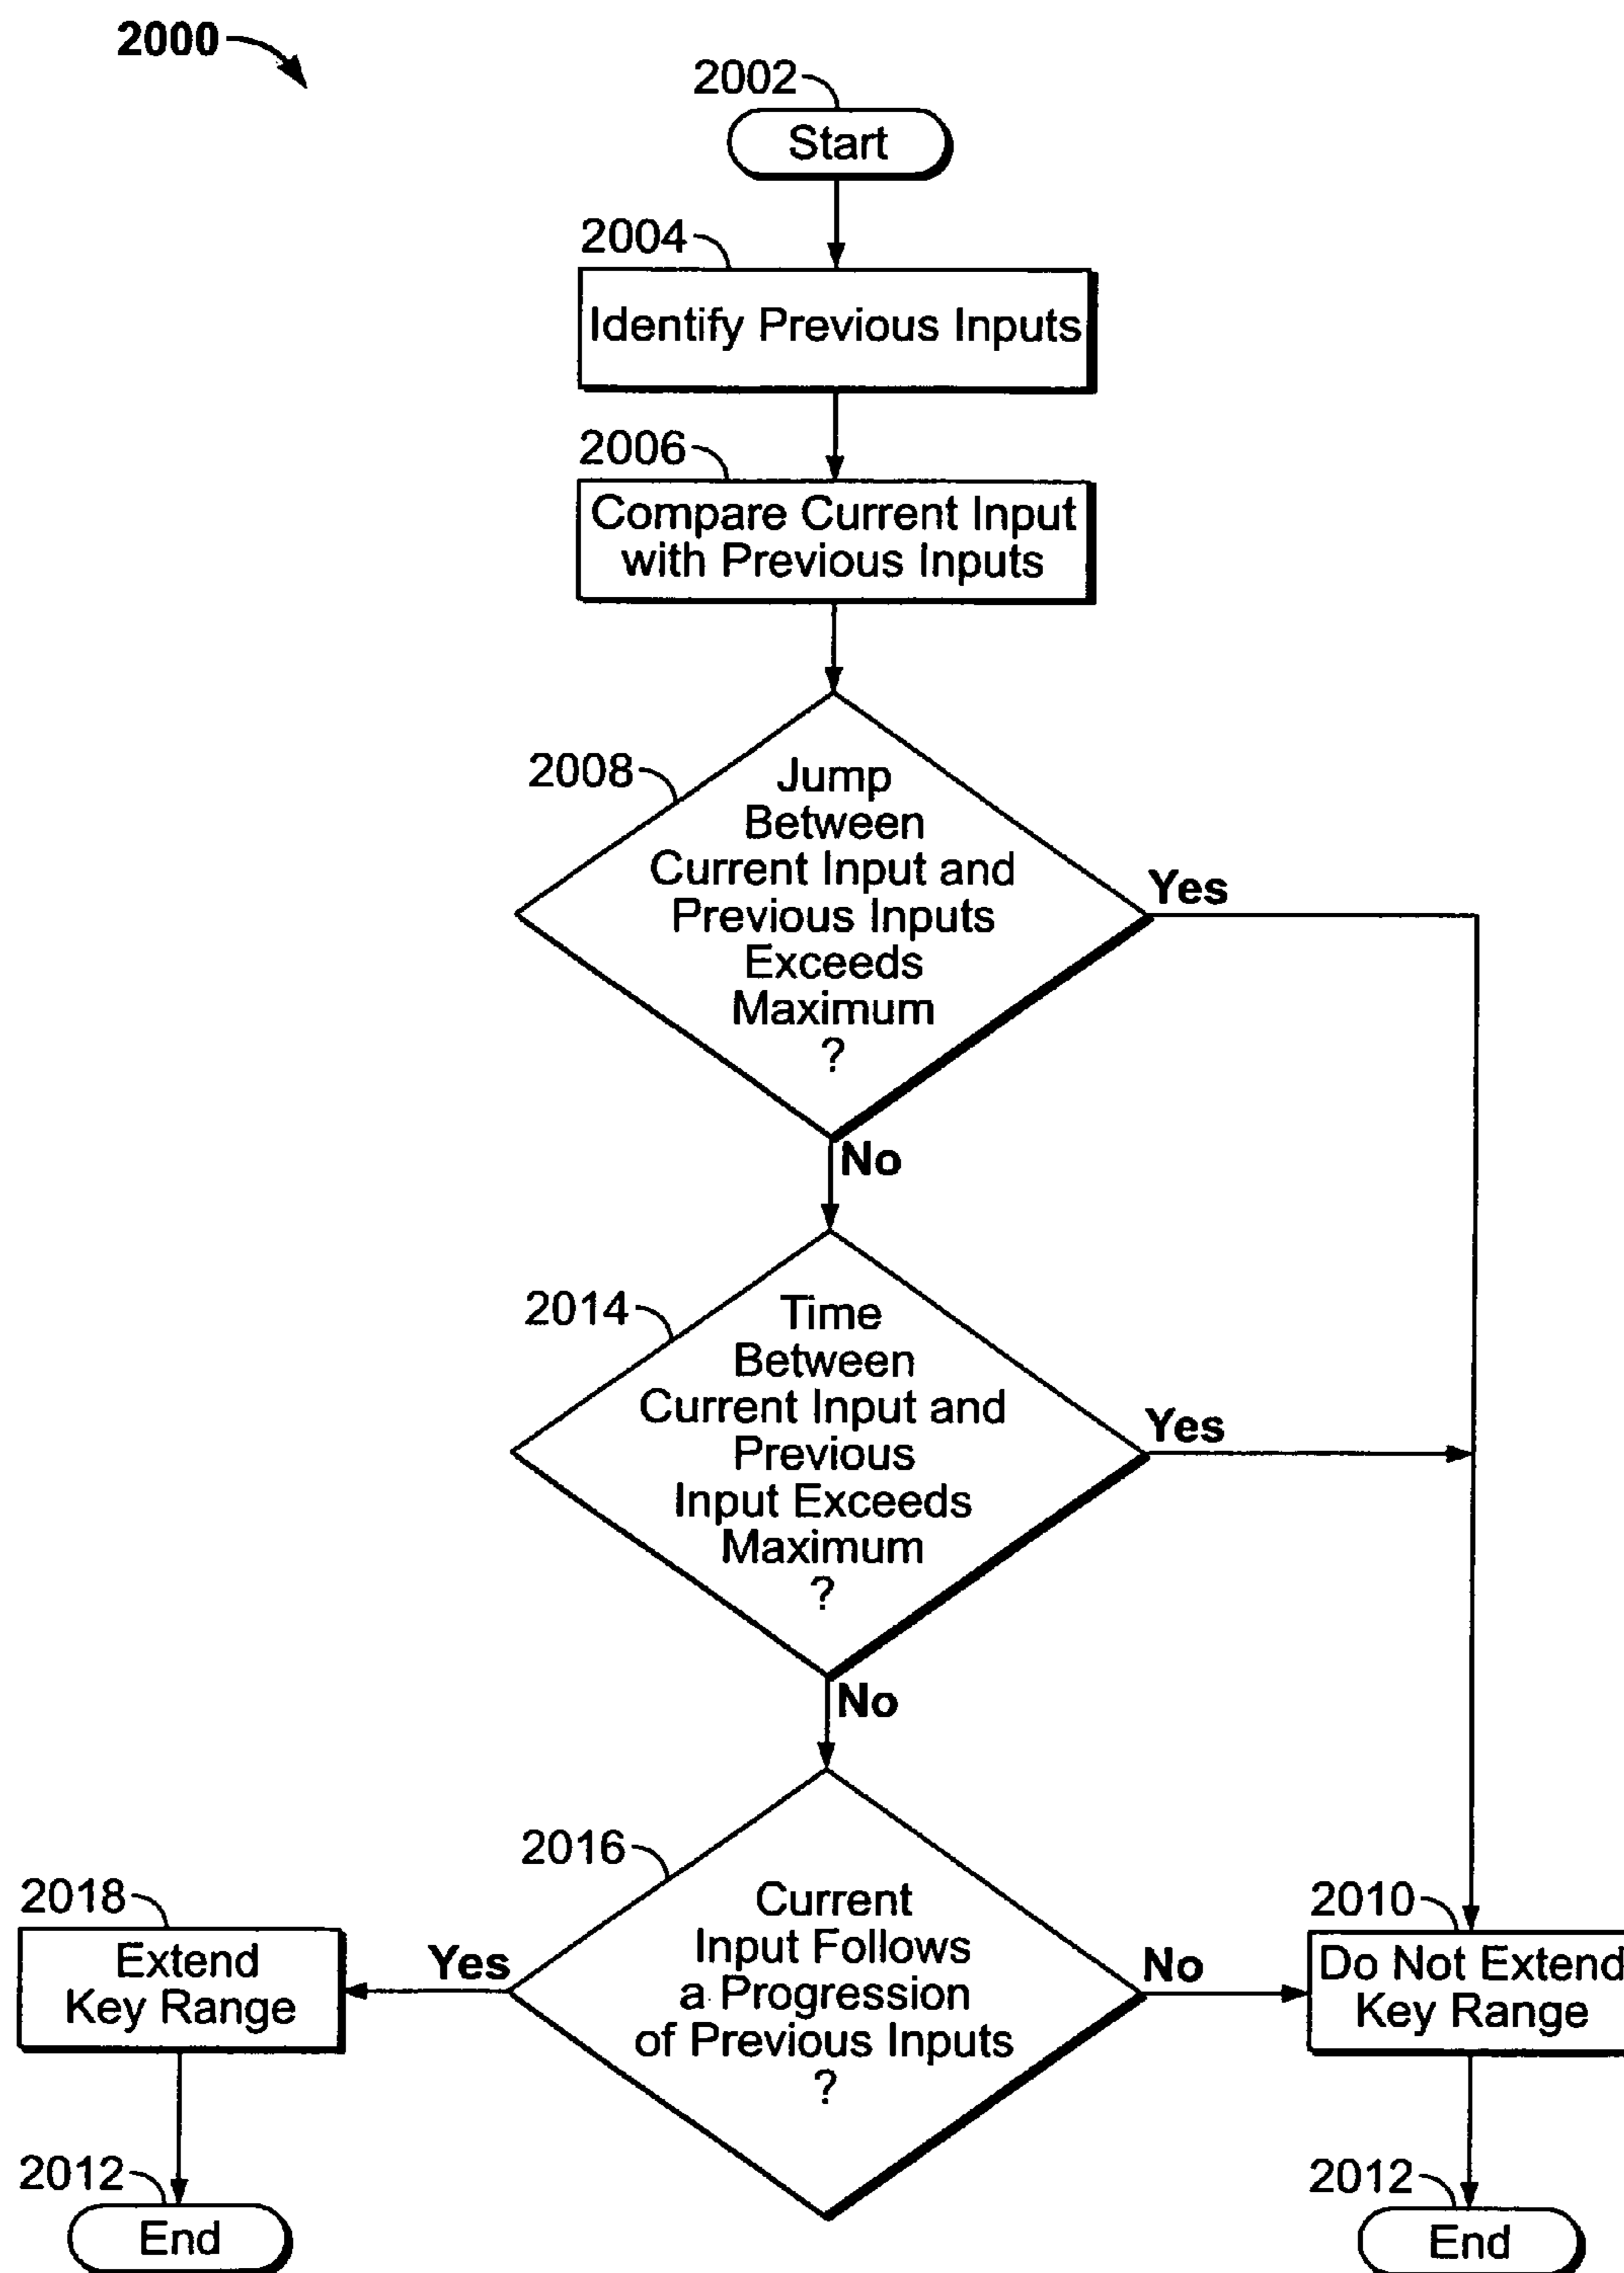 2000
2002
Start
2004
Identify Previous Inputs
2006
Compare Current Input
with Previous Inputs
2008
Jump
Between
Current Input and
Previous Inputs
Exceeds
Maximum
?
Yes
No
2014
Time
Between
Current Input and
Previous
Input Exceeds
Maximum
?
Yes
No
2016
Current
Input Follows
a Progression
of Previous Inputs
?
Yes
No
2018
Extend
Key Range
2010
Do Not Extend
Key Range
2012
End
2012
End